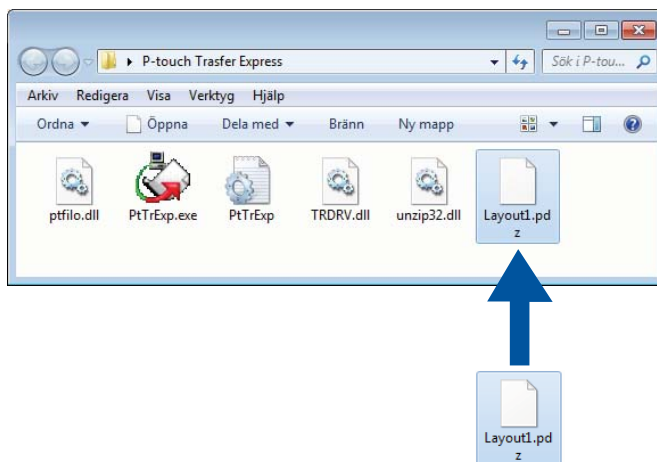 P-touch Trasfer Express
Sök i P-tou...
Arkiv Redigera Visa Verktyg Hjälp
Ordna Öppna Dela med Bränn Ny mapp
ptfilo.dll PtTrExp.exe PtTrExp TRDRV.dll unzip32.dll Layout1.pd
z
Layout1.pd
z